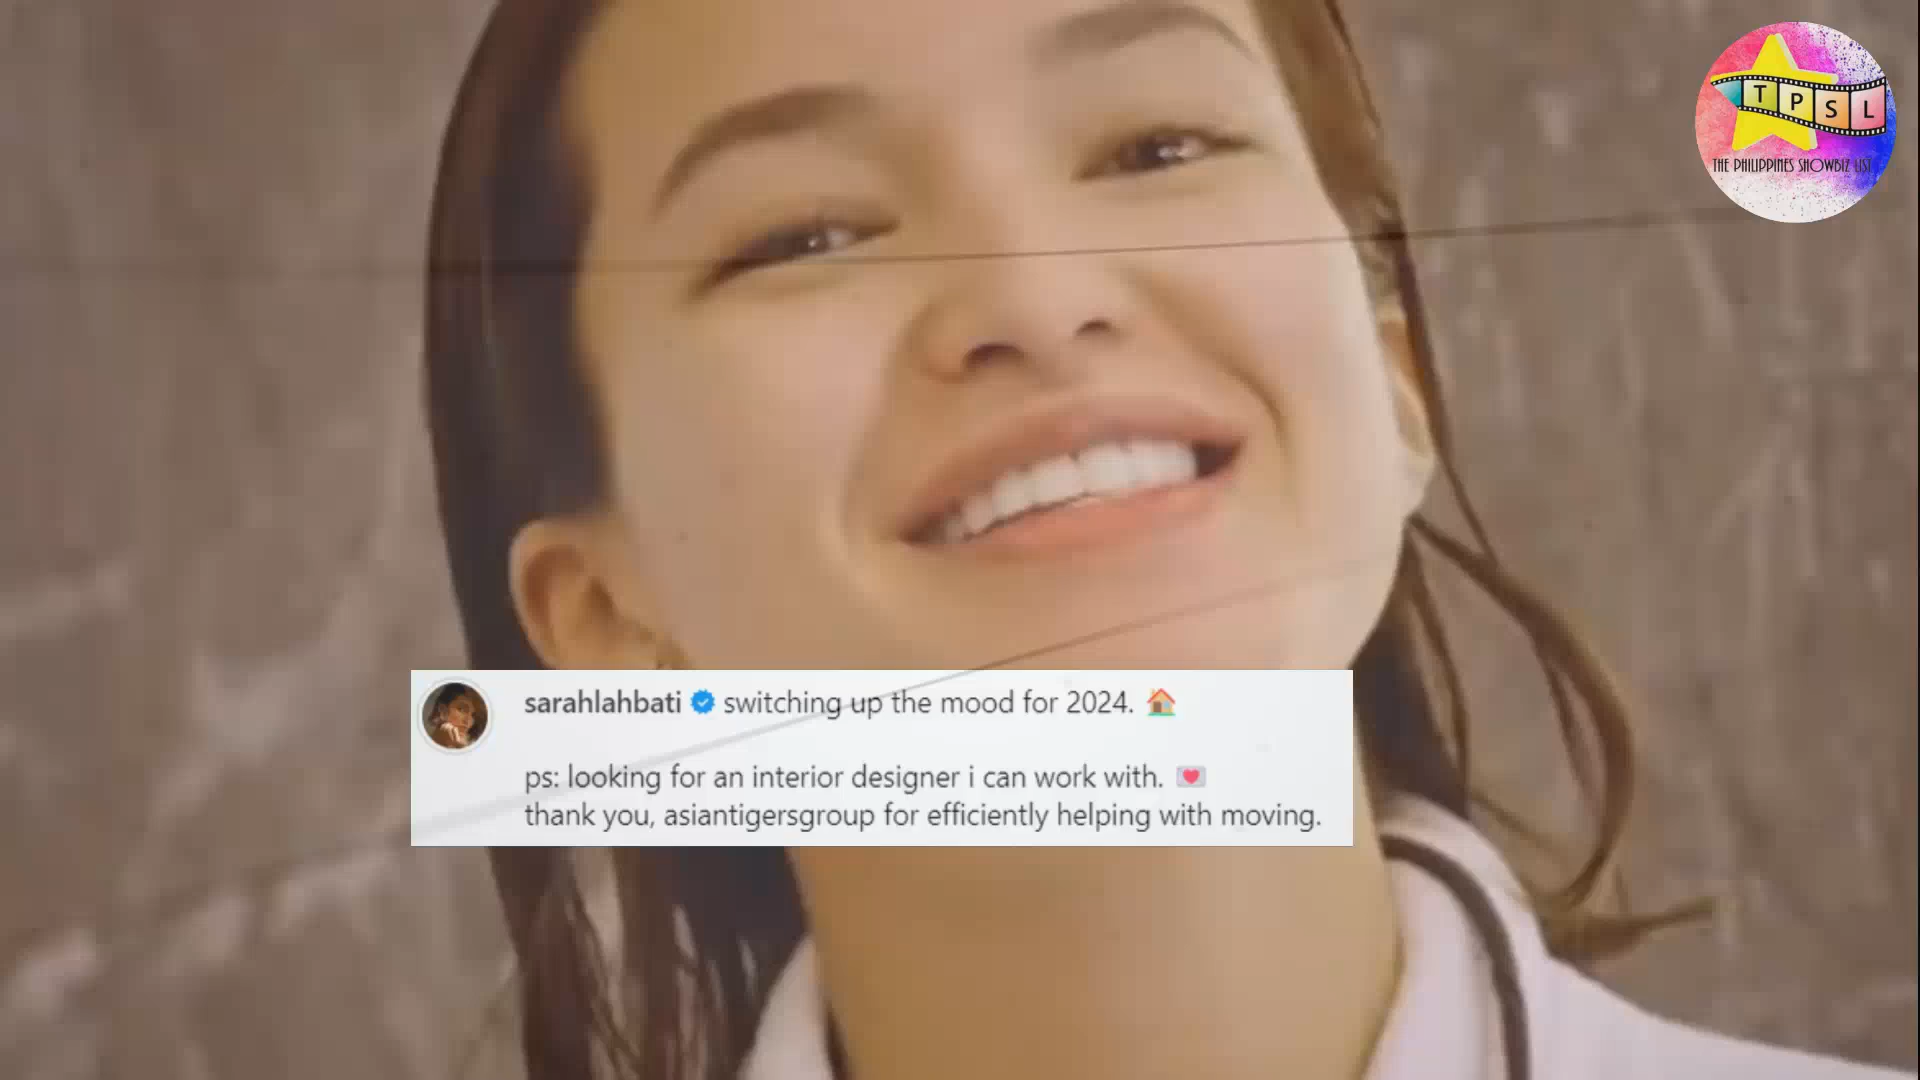 T P S L
THE PHILIPPINES SHOWBIZ LIST
sarahlahbati switching up the mood for 2024. 🏠
ps: looking for an interior designer i can work with. 💌
thank you, asiantigersgroup for efficiently helping with moving.